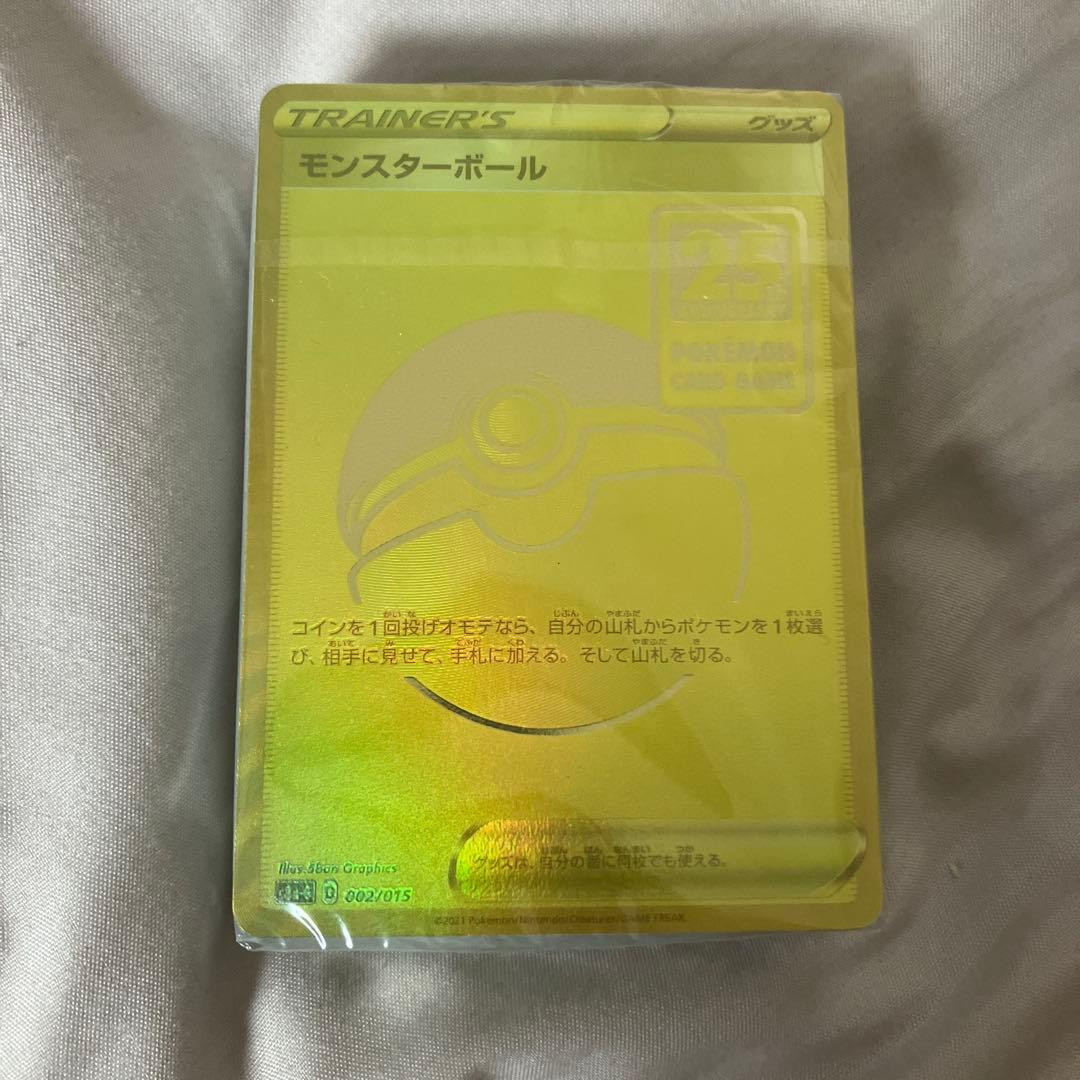 TRAINER'S
グッズ
モンスターボール
25
POKÉMON
CARD GAME
コインを1回投げオモテなら、自分の山札からポケモンを1枚選
び、相手に見せて、手札に加える。そして山札を切る。
グッズは、自分の番に何枚でも使える。
Illus. 5ban Graphics
D 002/015
©2021 Pokémon/Nintendo/Creatures/GAME FREAK.